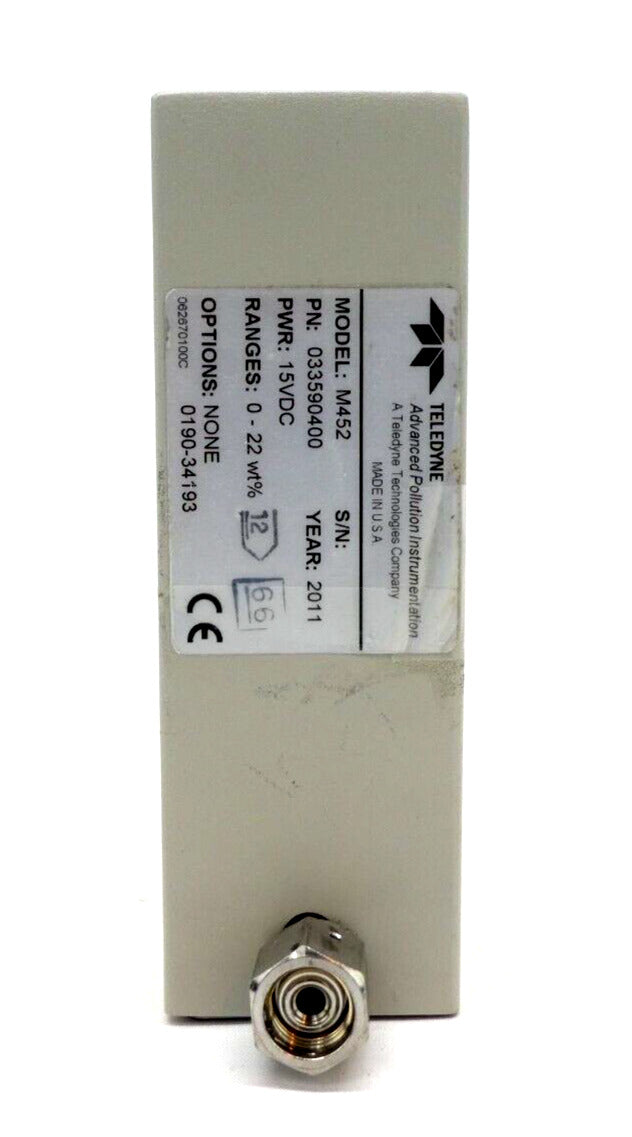 TELEDYNE
Advanced Pollution Instrumentation
A Teledyne Technologies Company
MADE IN U.S.A.
MODEL: M452 S/N:
PN: 033590400 YEAR: 2011
PWR: 15VDC
RANGES: 0 - 22 wt% 12 66
OPTIONS: NONE
0190-34193
062670100C
CE